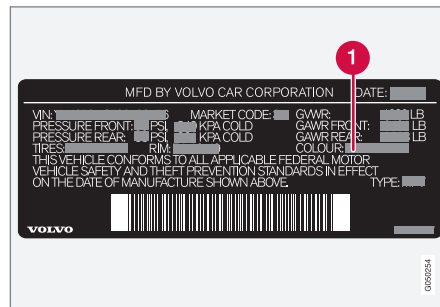 1
MFD BY VOLVO CAR CORPORATION DATE:
VIN: MARKET CODE: GVWR: LB
PRESSURE FRONT: PSI, KPA COLD GAWR FRONT: LB
PRESSURE REAR: PSI, KPA COLD GAWR REAR: LB
TIRES: RIM: COLOUR:
THIS VEHICLE CONFORMS TO ALL APPLICABLE FEDERAL MOTOR
VEHICLE SAFETY AND THEFT PREVENTION STANDARDS IN EFFECT
ON THE DATE OF MANUFACTURE SHOWN ABOVE. TYPE:
VOLVO
G050254